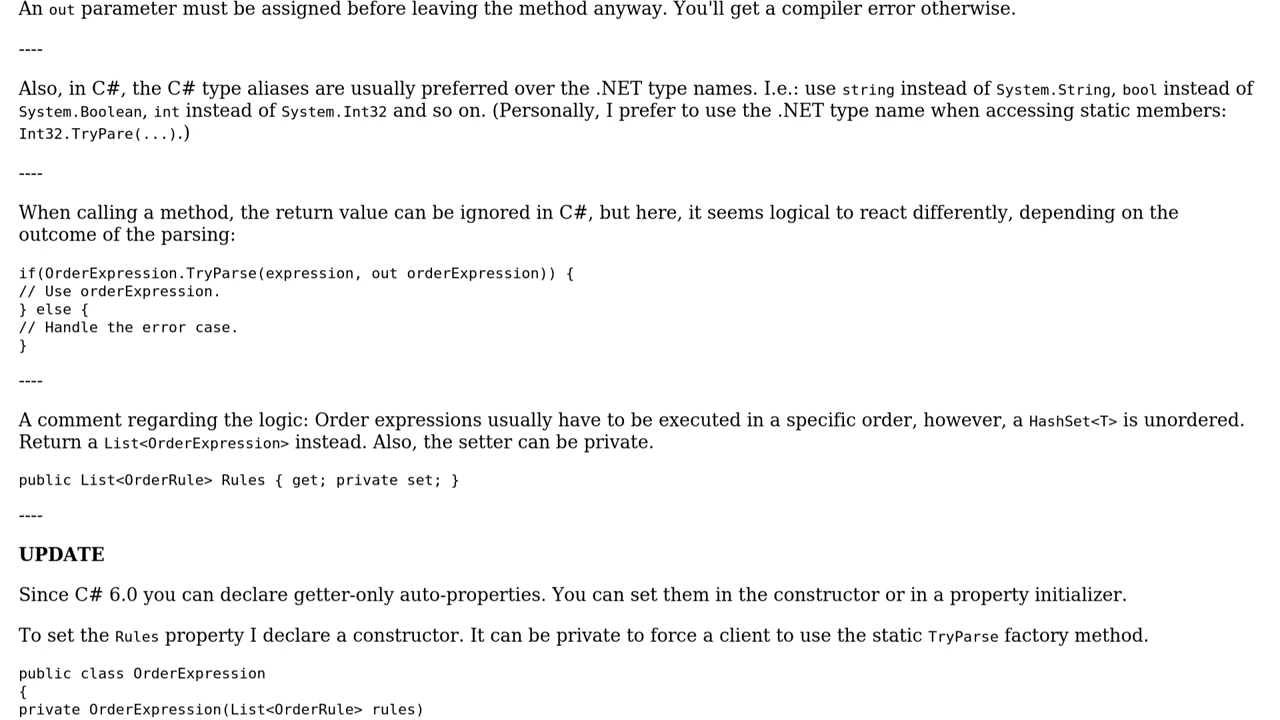 An out parameter must be assigned before leaving the method anyway. You'll get a compiler error otherwise.
----
Also, in C#, the C# type aliases are usually preferred over the .NET type names. I.e.: use string instead of System.String, bool instead of
System.Boolean, int instead of System.Int32 and so on. (Personally, I prefer to use the .NET type name when accessing static members:
Int32.TryPare(...).)
----
When calling a method, the return value can be ignored in C#, but here, it seems logical to react differently, depending on the
outcome of the parsing:
if(OrderExpression.TryParse(expression, out orderExpression)) {
// Use orderExpression.
} else {
// Handle the error case.
}
----
A comment regarding the logic: Order expressions usually have to be executed in a specific order, however, a HashSet<T> is unordered.
Return a List<OrderExpression> instead. Also, the setter can be private.
public List<OrderRule> Rules { get; private set; }
----
UPDATE
Since C# 6.0 you can declare getter-only auto-properties. You can set them in the constructor or in a property initializer.
To set the Rules property I declare a constructor. It can be private to force a client to use the static TryParse factory method.
public class OrderExpression
{
private OrderExpression(List<OrderRule> rules)